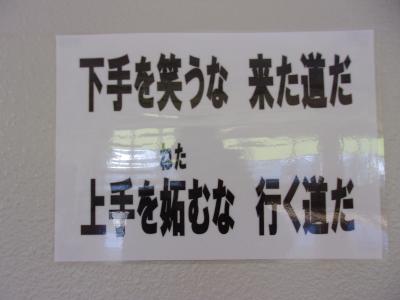 下手を笑うな 来た道だ
ねた
上手を妬むな 行く道だ